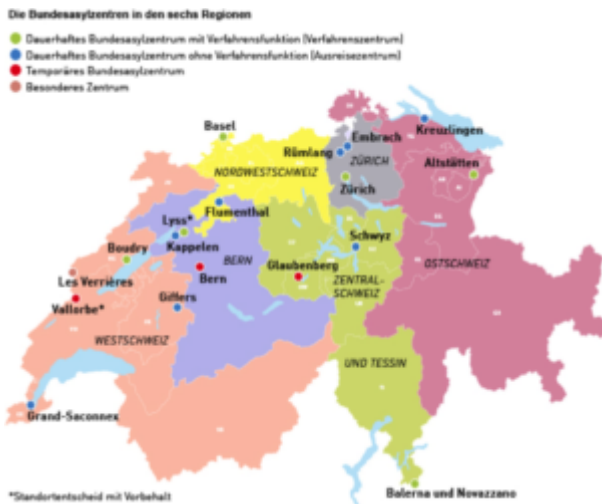 Die Bundesasylzentren in den sechs Regionen
Dauerhaftes Bundesasylzentrum mit Verfahrensfunktion (Verfahrenszentrum)
Dauerhaftes Bundesasylzentrum ohne Verfahrensfunktion (Ausreisezentrum)
Temporäres Bundesasylzentrum
Besonderes Zentrum
Basel
Embrach
Kreuzlingen
Rümlang
ZÜRICH
Altstätten
NORDWESTSCHWEIZ
Zürich
Flumenthal
Lyss*
Kappelen
Schwyz
Boudry
BERN
Glaubenberg
OSTSCHWEIZ
Les Verrières
Bern
ZENTRAL-
SCHWEIZ
Vallorbe*
Giffers
WESTSCHWEIZ
UND TESSIN
Grand-Saconnex
Balerna und Novazzano
*Standortentscheid mit Vorbehalt